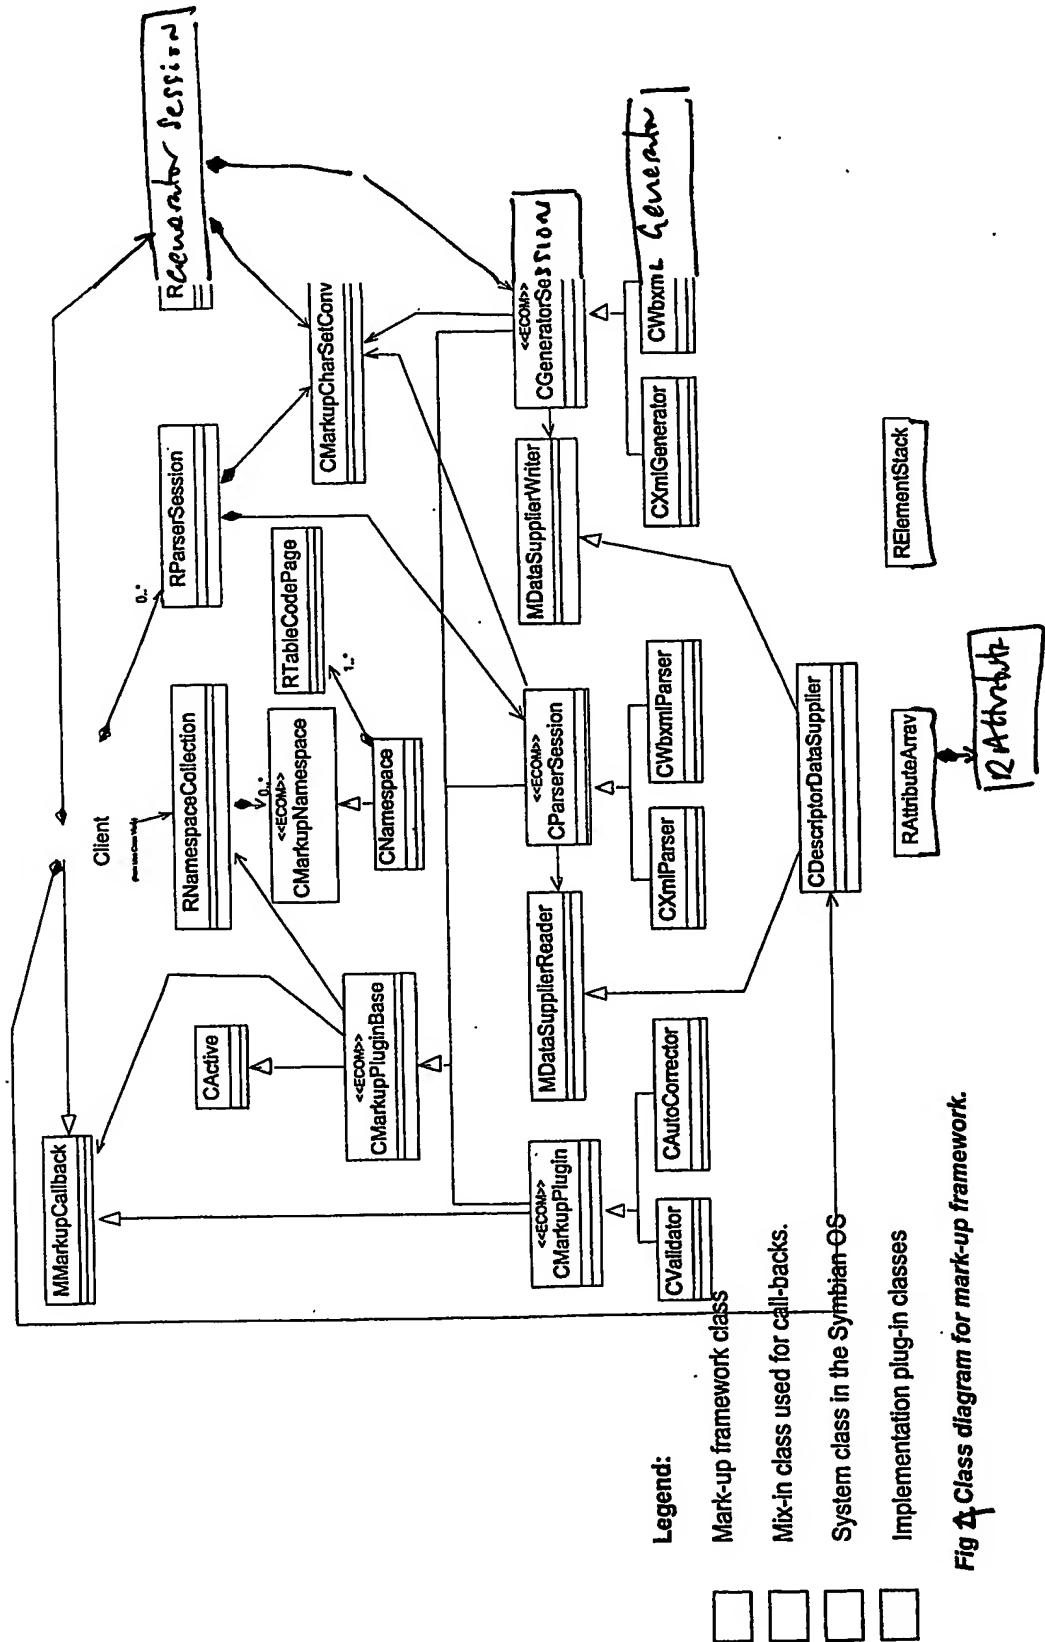 MMarkupCallback
Client
RGenerator Session
0..*
RParserSession
RNamespaceCollection
CActive
0..*
<<ECOM>>
CMarkupNamespace
RTableCodePage
1..*
CMarkupCharSetConv
<<ECOM>>
CMarkupPluginBase
CNamespace
<<ECOM>>
CMarkupPlugin
MDataSupplierReader
<<ECOM>>
CParserSession
MDataSupplierWriter
<<ECOM>>
CGeneratorSession
CValidator
CAutoCorrector
CXmlParser
CWbxmlParser
CXmlGenerator
CWbxml Generator
CDescriptorDataSupplier
RAttributeArray
RElementStack
RAttribute
Legend:
Mark-up framework class
Mix-in class used for call-backs.
System class in the Symbian OS
Implementation plug-in classes
Fig Class diagram for mark-up framework.